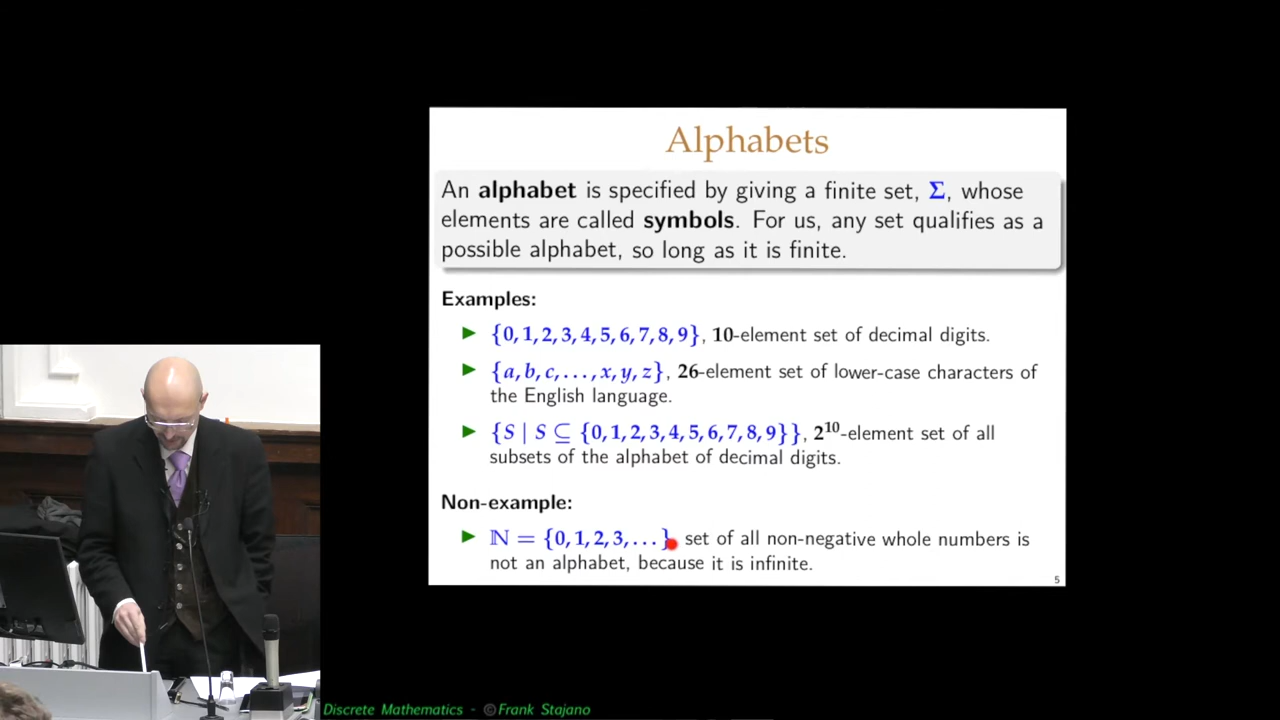 Alphabets
An alphabet is specified by giving a finite set, Σ, whose
elements are called symbols. For us, any set qualifies as a
possible alphabet, so long as it is finite.
Examples:
▶ {0, 1, 2, 3, 4, 5, 6, 7, 8, 9}, 10-element set of decimal digits.
▶ {a, b, c, . . . , x, y, z}, 26-element set of lower-case characters of
the English language.
▶ {S | S ⊆ {0, 1, 2, 3, 4, 5, 6, 7, 8, 9}}, 2¹⁰-element set of all
subsets of the alphabet of decimal digits.
Non-example:
▶ ℕ = {0, 1, 2, 3, . . . } set of all non-negative whole numbers is
not an alphabet, because it is infinite.
5
Discrete Mathematics - ©Frank Stajano